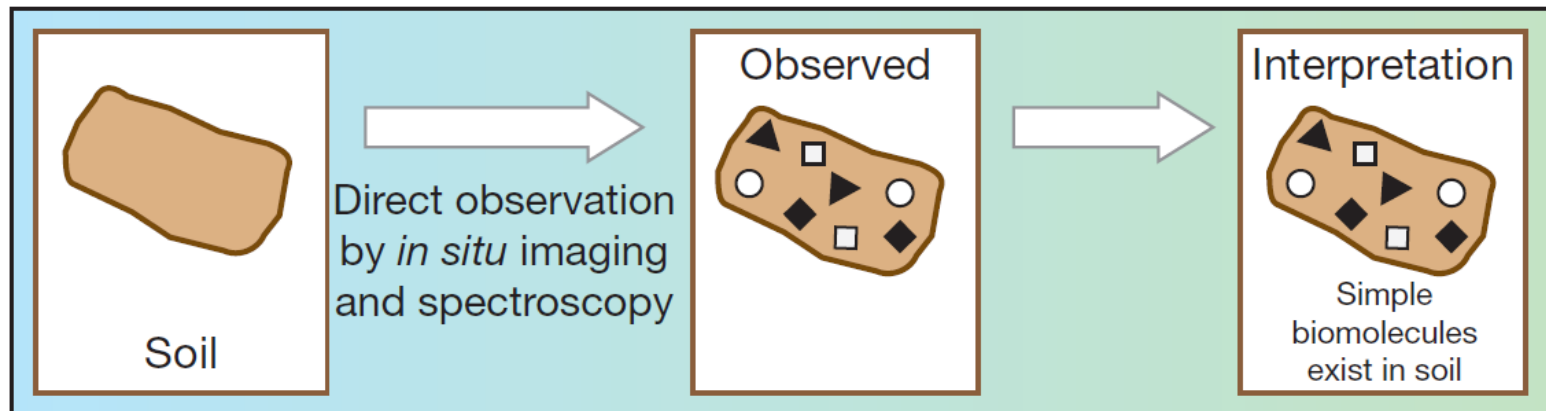 Soil
Direct observation
by in situ imaging
and spectroscopy
Observed
Interpretation
Simple
biomolecules
exist in soil